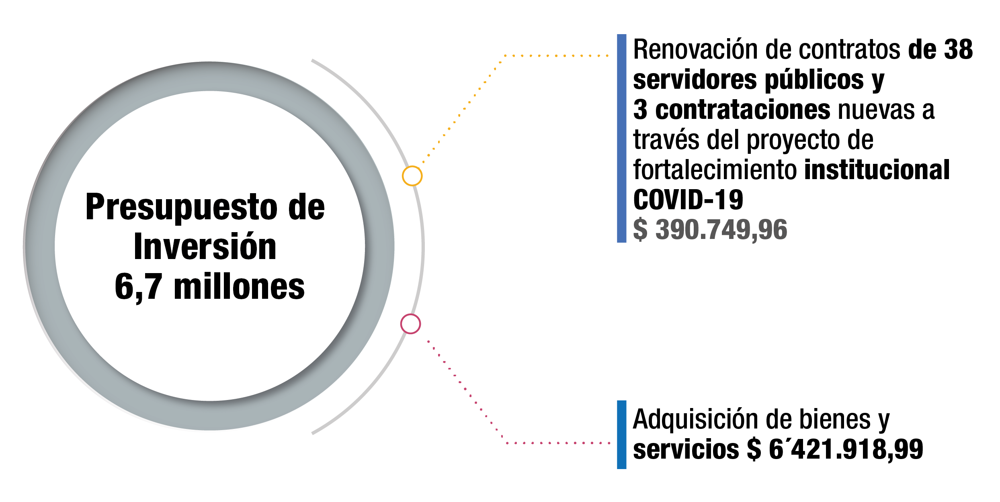 Presupuesto de
Inversión
6,7 millones
Renovación de contratos de 38
servidores públicos y
3 contrataciones nuevas a
través del proyecto de
fortalecimiento institucional
COVID-19
$ 390.749,96
Adquisición de bienes y
servicios $ 6´421.918,99